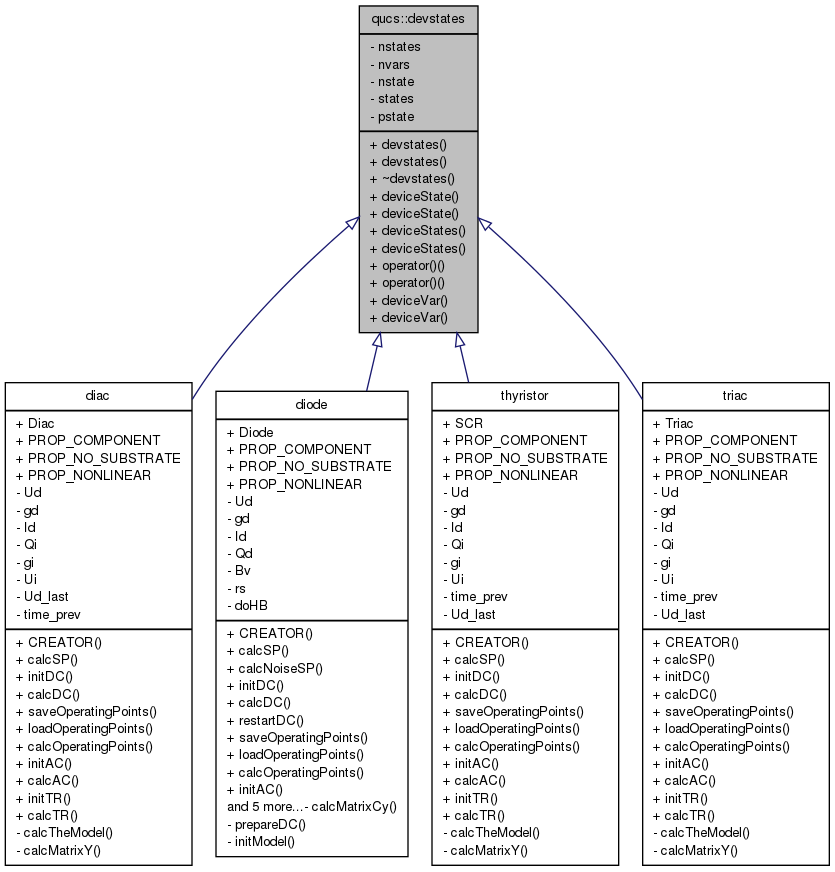 qucs::devstates
- nstates
- nvars
- nstate
- states
- pstate
+ devstates()
+ devstates()
+ ~devstates()
+ deviceState()
+ deviceState()
+ deviceStates()
+ deviceStates()
+ operator()()
+ operator()()
+ deviceVar()
+ deviceVar()
diac
+ Diac
+ PROP_COMPONENT
+ PROP_NO_SUBSTRATE
+ PROP_NONLINEAR
- Ud
- gd
- Id
- Qi
- gi
- Ui
- Ud_last
- time_prev
+ CREATOR()
+ calcSP()
+ initDC()
+ calcDC()
+ saveOperatingPoints()
+ loadOperatingPoints()
+ calcOperatingPoints()
+ initAC()
+ calcAC()
+ initTR()
+ calcTR()
- calcTheModel()
- calcMatrixY()
diode
+ Diode
+ PROP_COMPONENT
+ PROP_NO_SUBSTRATE
+ PROP_NONLINEAR
- Ud
- gd
- Id
- Qd
- Bv
- rs
- doHB
+ CREATOR()
+ calcSP()
+ calcNoiseSP()
+ initDC()
+ calcDC()
+ restartDC()
+ saveOperatingPoints()
+ loadOperatingPoints()
+ calcOperatingPoints()
+ initAC()
and 5 more...- calcMatrixCy()
- prepareDC()
- initModel()
thyristor
+ SCR
+ PROP_COMPONENT
+ PROP_NO_SUBSTRATE
+ PROP_NONLINEAR
- Ud
- gd
- Id
- Qi
- gi
- Ui
- time_prev
- Ud_last
+ CREATOR()
+ calcSP()
+ initDC()
+ calcDC()
+ saveOperatingPoints()
+ loadOperatingPoints()
+ calcOperatingPoints()
+ initAC()
+ calcAC()
+ initTR()
+ calcTR()
- calcTheModel()
- calcMatrixY()
triac
+ Triac
+ PROP_COMPONENT
+ PROP_NO_SUBSTRATE
+ PROP_NONLINEAR
- Ud
- gd
- Id
- Qi
- gi
- Ui
- time_prev
- Ud_last
+ CREATOR()
+ calcSP()
+ initDC()
+ calcDC()
+ saveOperatingPoints()
+ loadOperatingPoints()
+ calcOperatingPoints()
+ initAC()
+ calcAC()
+ initTR()
+ calcTR()
- calcTheModel()
- calcMatrixY()